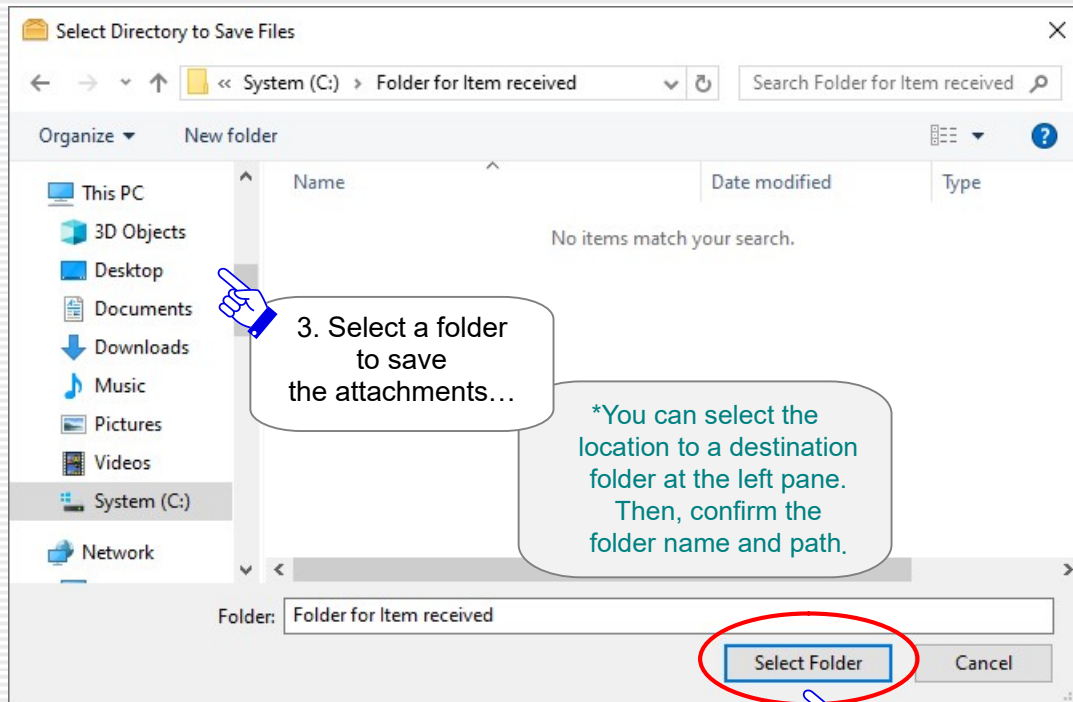 Select Directory to Save Files
« System (C:) > Folder for Item received
Search Folder for Item received
Organize
New folder
?
Name
Date modified
Type
This PC
3D Objects
Desktop
Documents
Downloads
Music
Pictures
Videos
System (C:)
Network
No items match your search.
3. Select a folder
to save
the attachments…
*You can select the
location to a destination
folder at the left pane.
Then, confirm the
folder name and path.
Folder:
Folder for Item received
Select Folder
Cancel